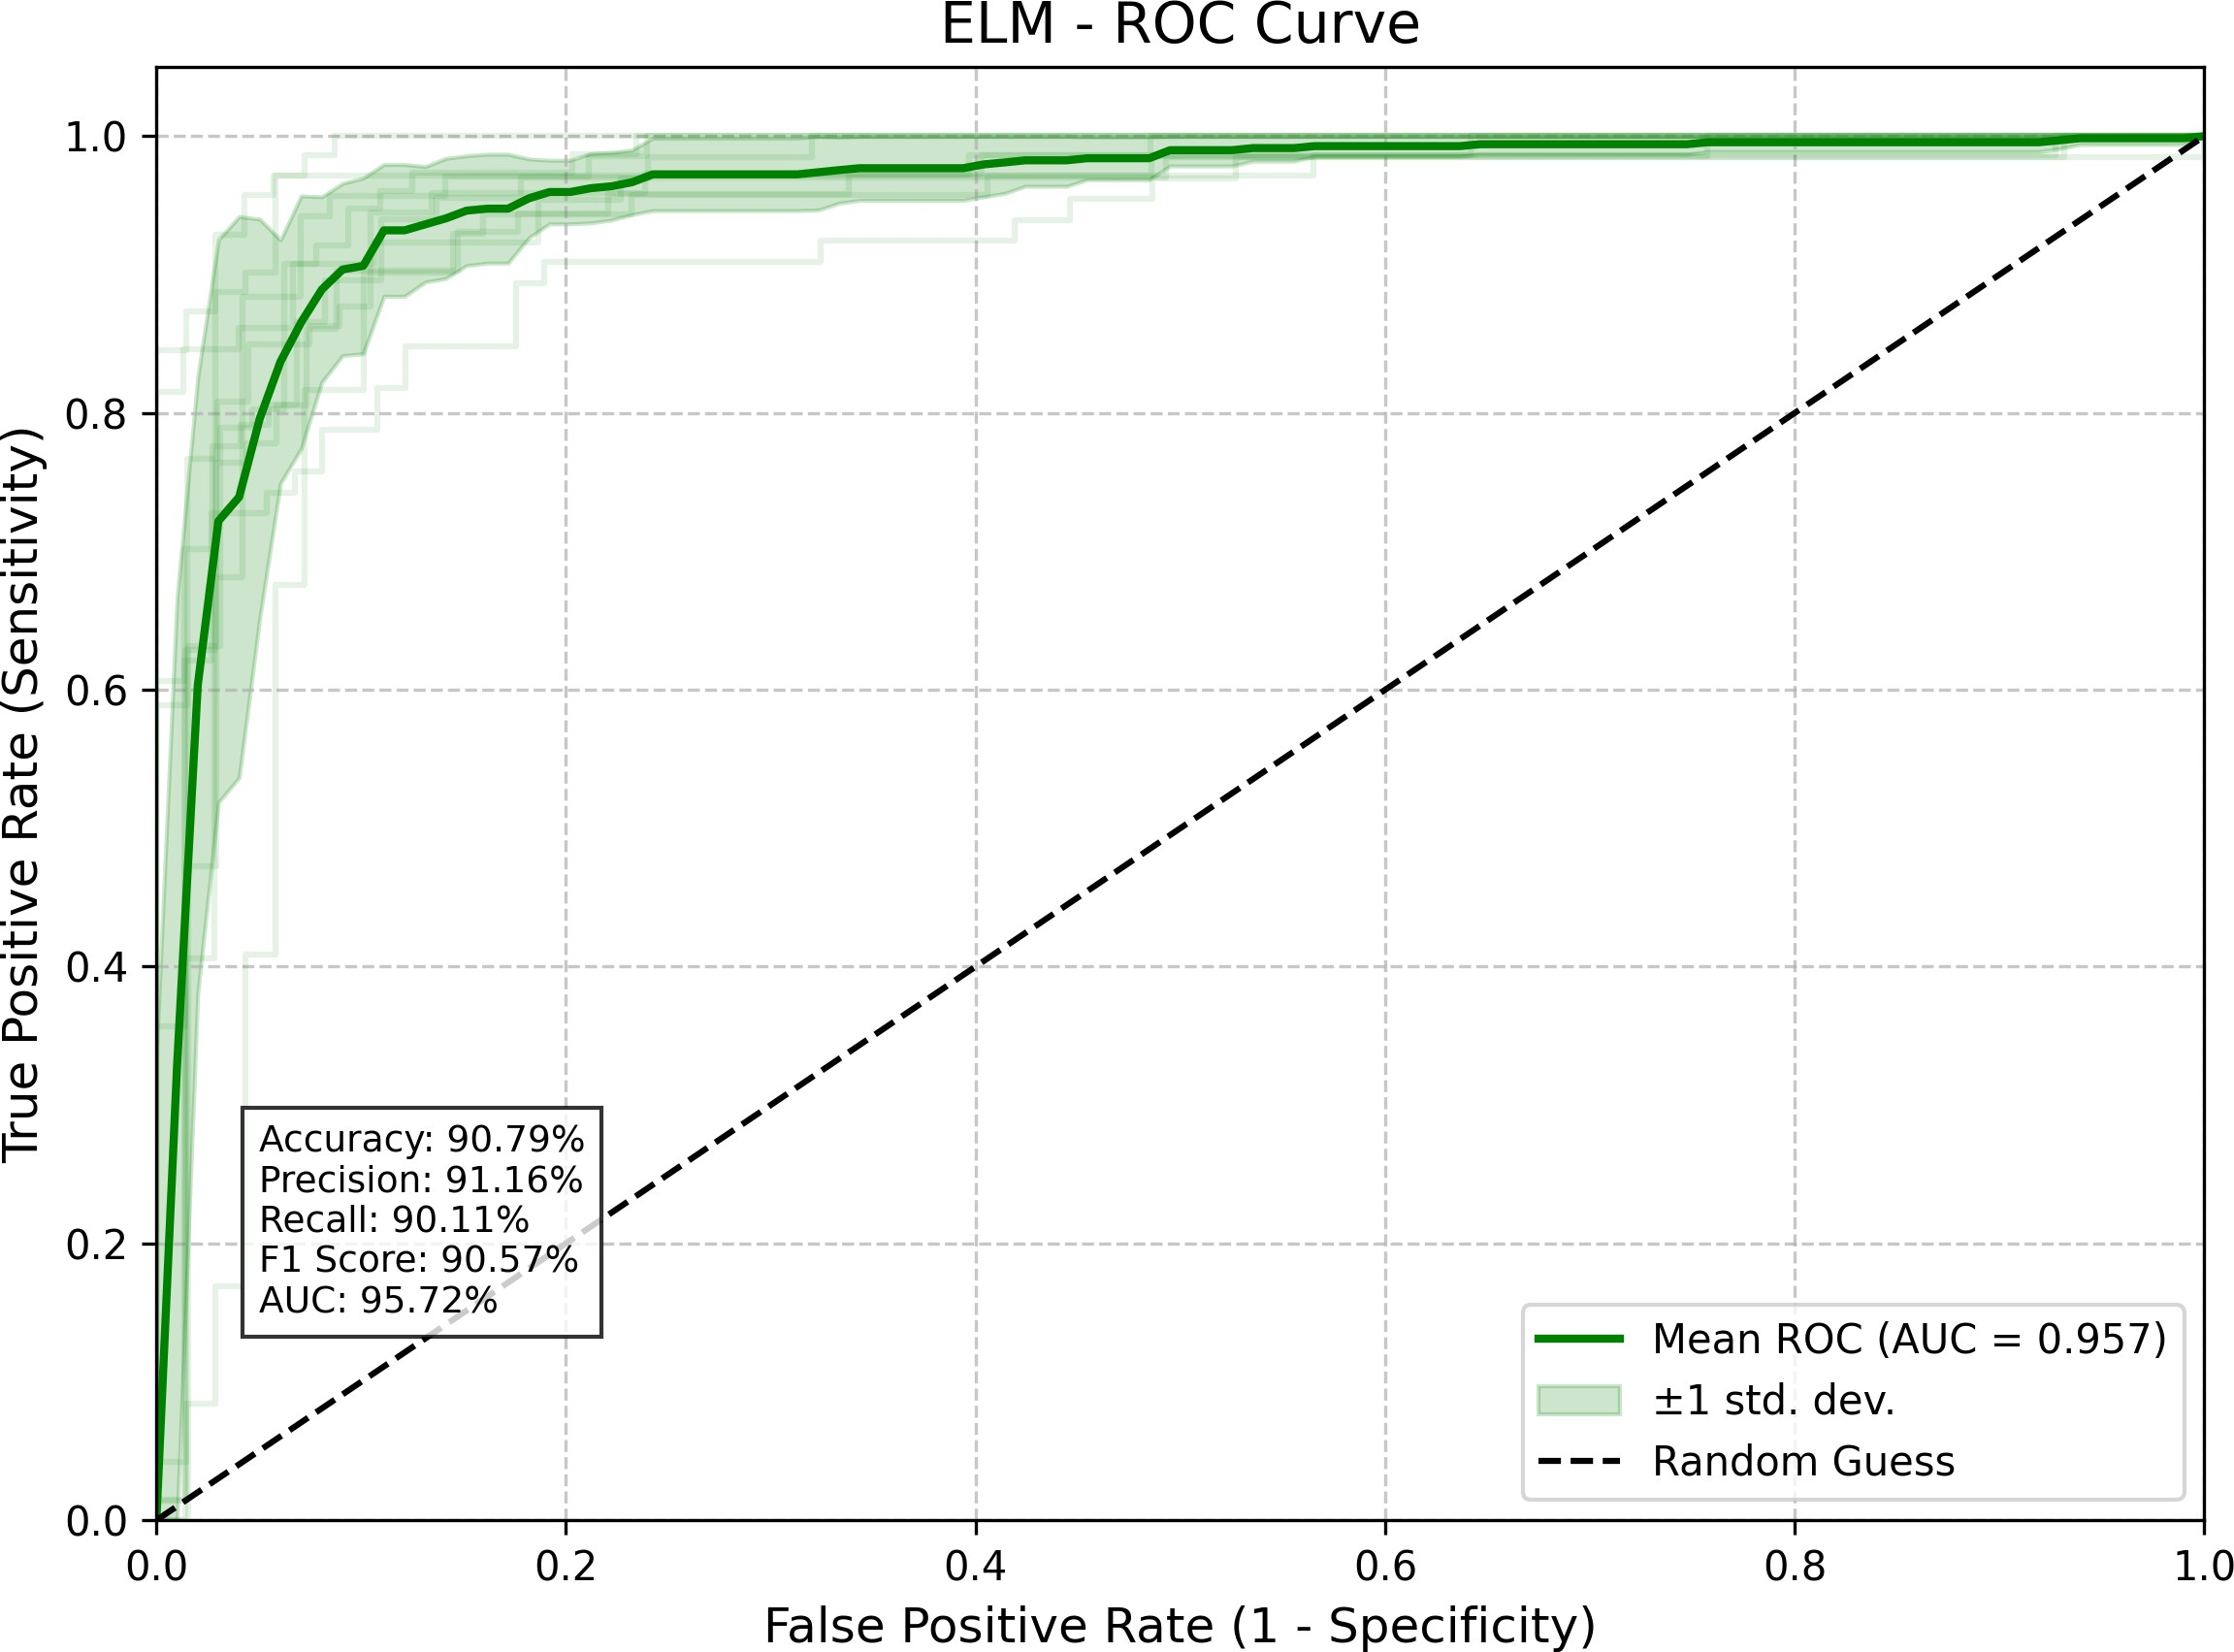 ELM - ROC Curve
True Positive Rate (Sensitivity)
1.0
0.8
0.6
0.4
0.2
0.0
Accuracy: 90.79%
Precision: 91.16%
Recall: 90.11%
F1 Score: 90.57%
AUC: 95.72%
Mean ROC (AUC = 0.957)
±1 std. dev.
Random Guess
0.0 0.2 0.4 0.6 0.8 1.0
False Positive Rate (1 - Specificity)